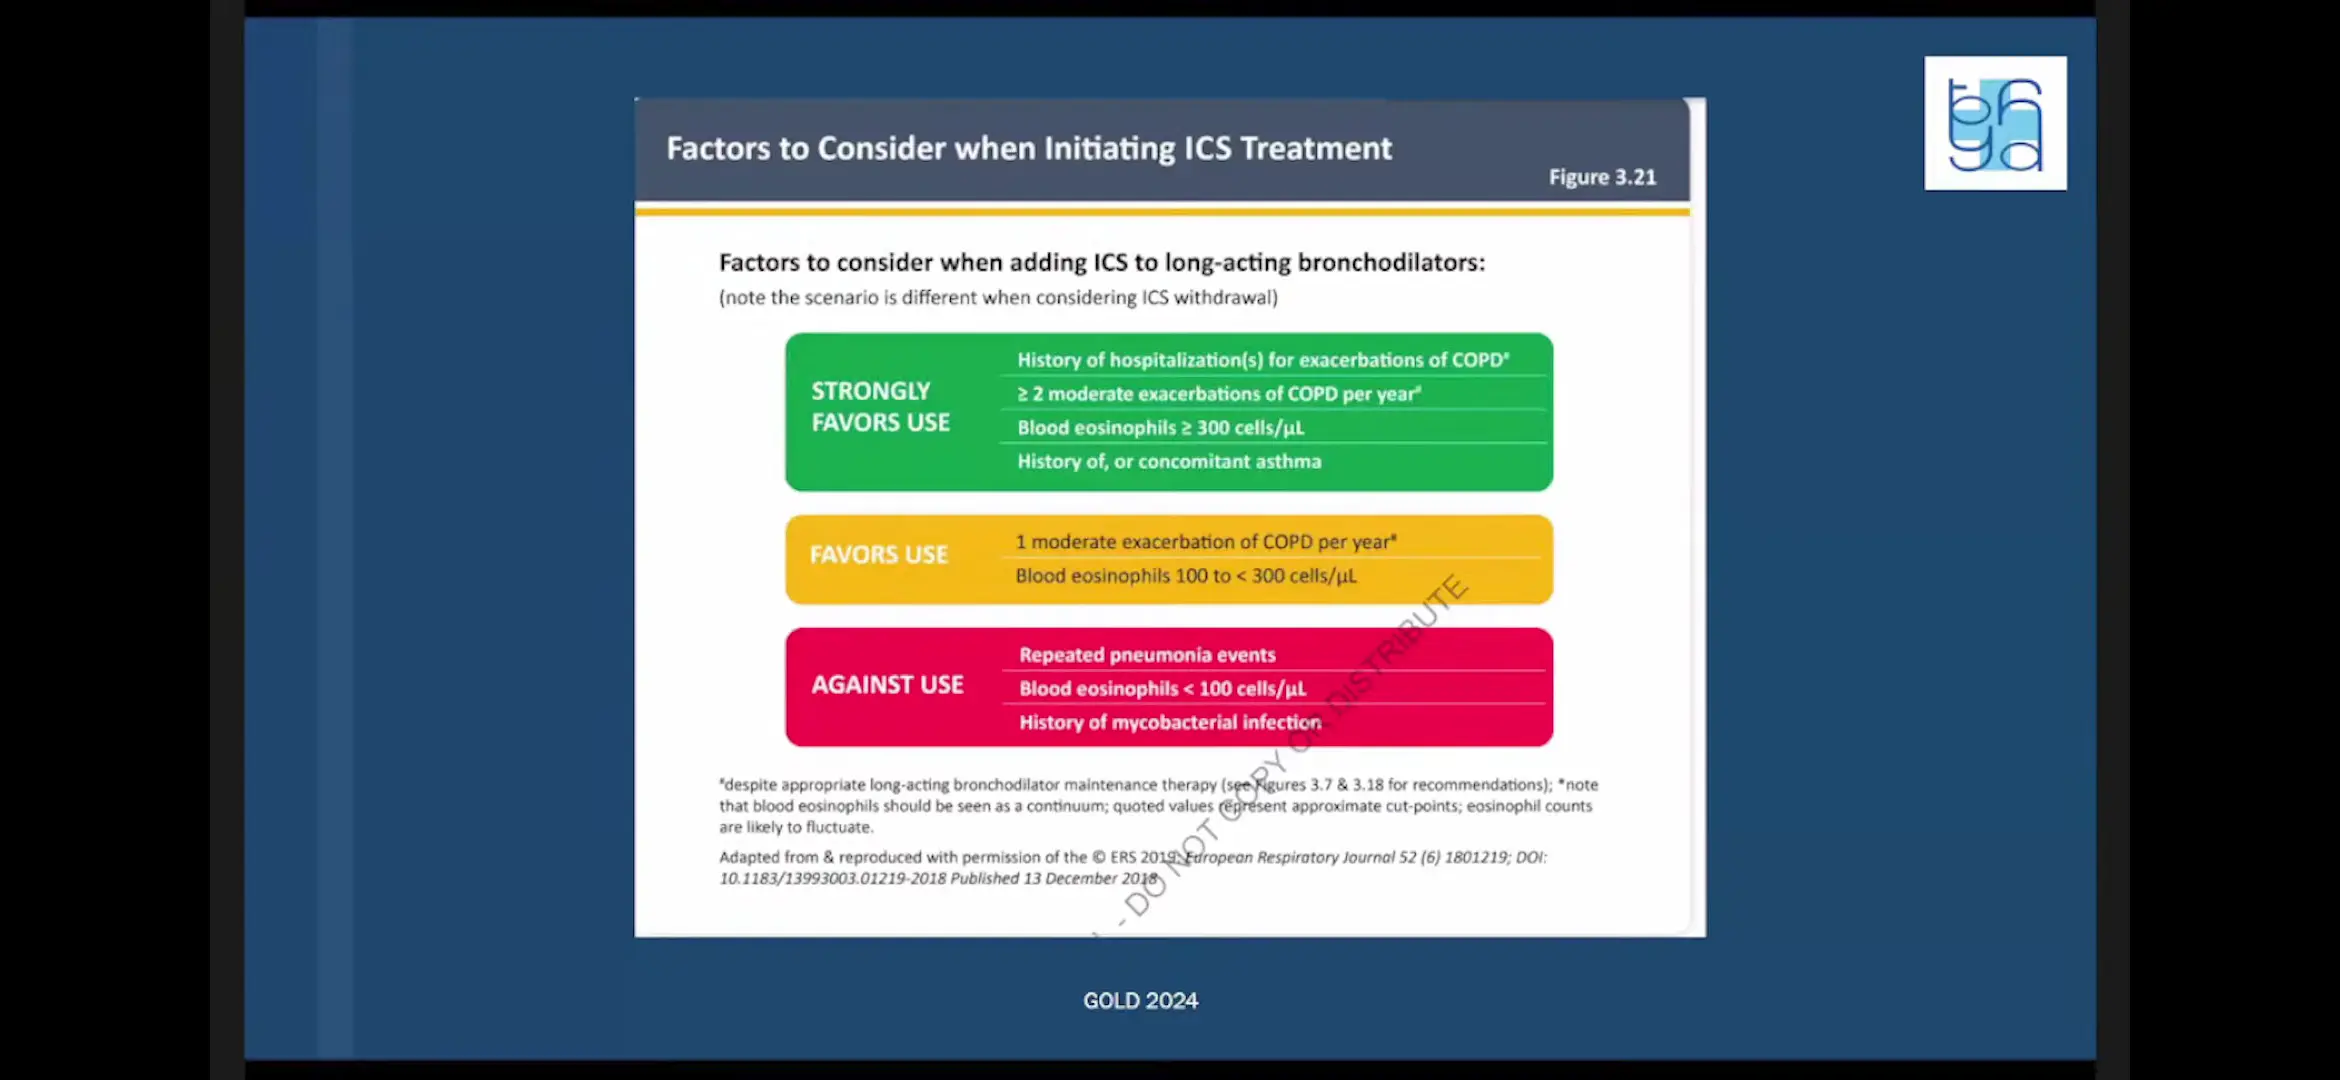 Factors to Consider when Initiating ICS Treatment
Figure 3.21
Factors to consider when adding ICS to long-acting bronchodilators:
(note the scenario is different when considering ICS withdrawal)
STRONGLY
FAVORS USE
History of hospitalization(s) for exacerbations of COPD#
≥ 2 moderate exacerbations of COPD per year#
Blood eosinophils ≥ 300 cells/µL
History of, or concomitant asthma
FAVORS USE
1 moderate exacerbation of COPD per year#
Blood eosinophils 100 to < 300 cells/µL
AGAINST USE
Repeated pneumonia events
Blood eosinophils < 100 cells/µL
History of mycobacterial infection
#despite appropriate long-acting bronchodilator maintenance therapy (see Figures 3.7 & 3.18 for recommendations); *note
that blood eosinophils should be seen as a continuum; quoted values represent approximate cut-points; eosinophil counts
are likely to fluctuate.
Adapted from & reproduced with permission of the © ERS 2019: European Respiratory Journal 52 (6) 1801219; DOI:
10.1183/13993003.01219-2018 Published 13 December 2018
- DO NOT COPY OR DISTRIBUTE
GOLD 2024